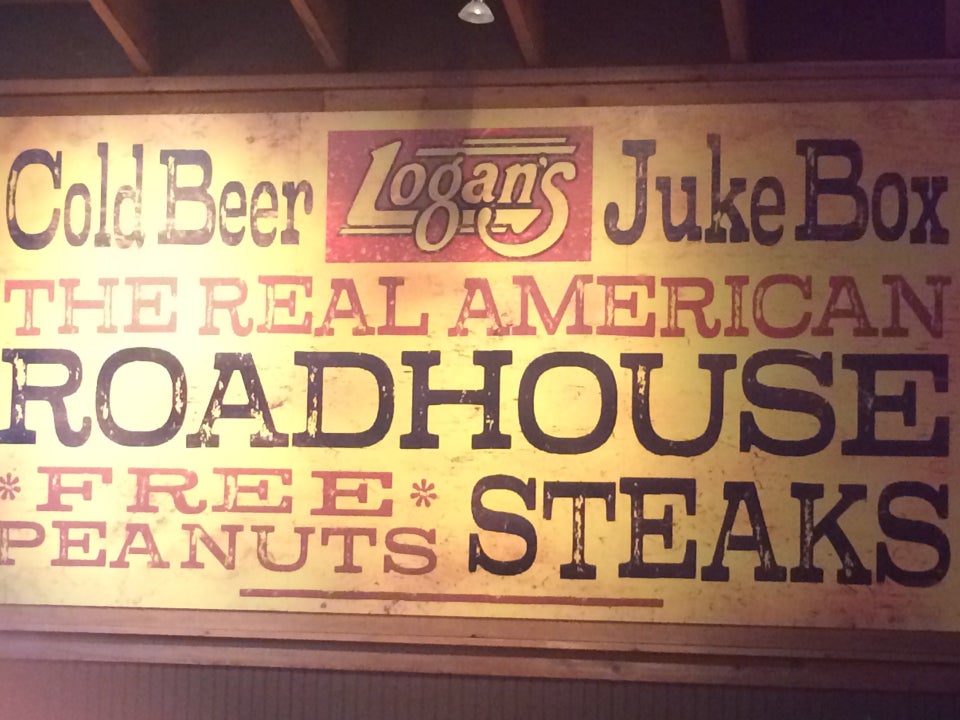 Cold Beer Logan's Juke Box
THE REAL AMERICAN
ROADHOUSE
*FREE* STEAKS
PEANUTS